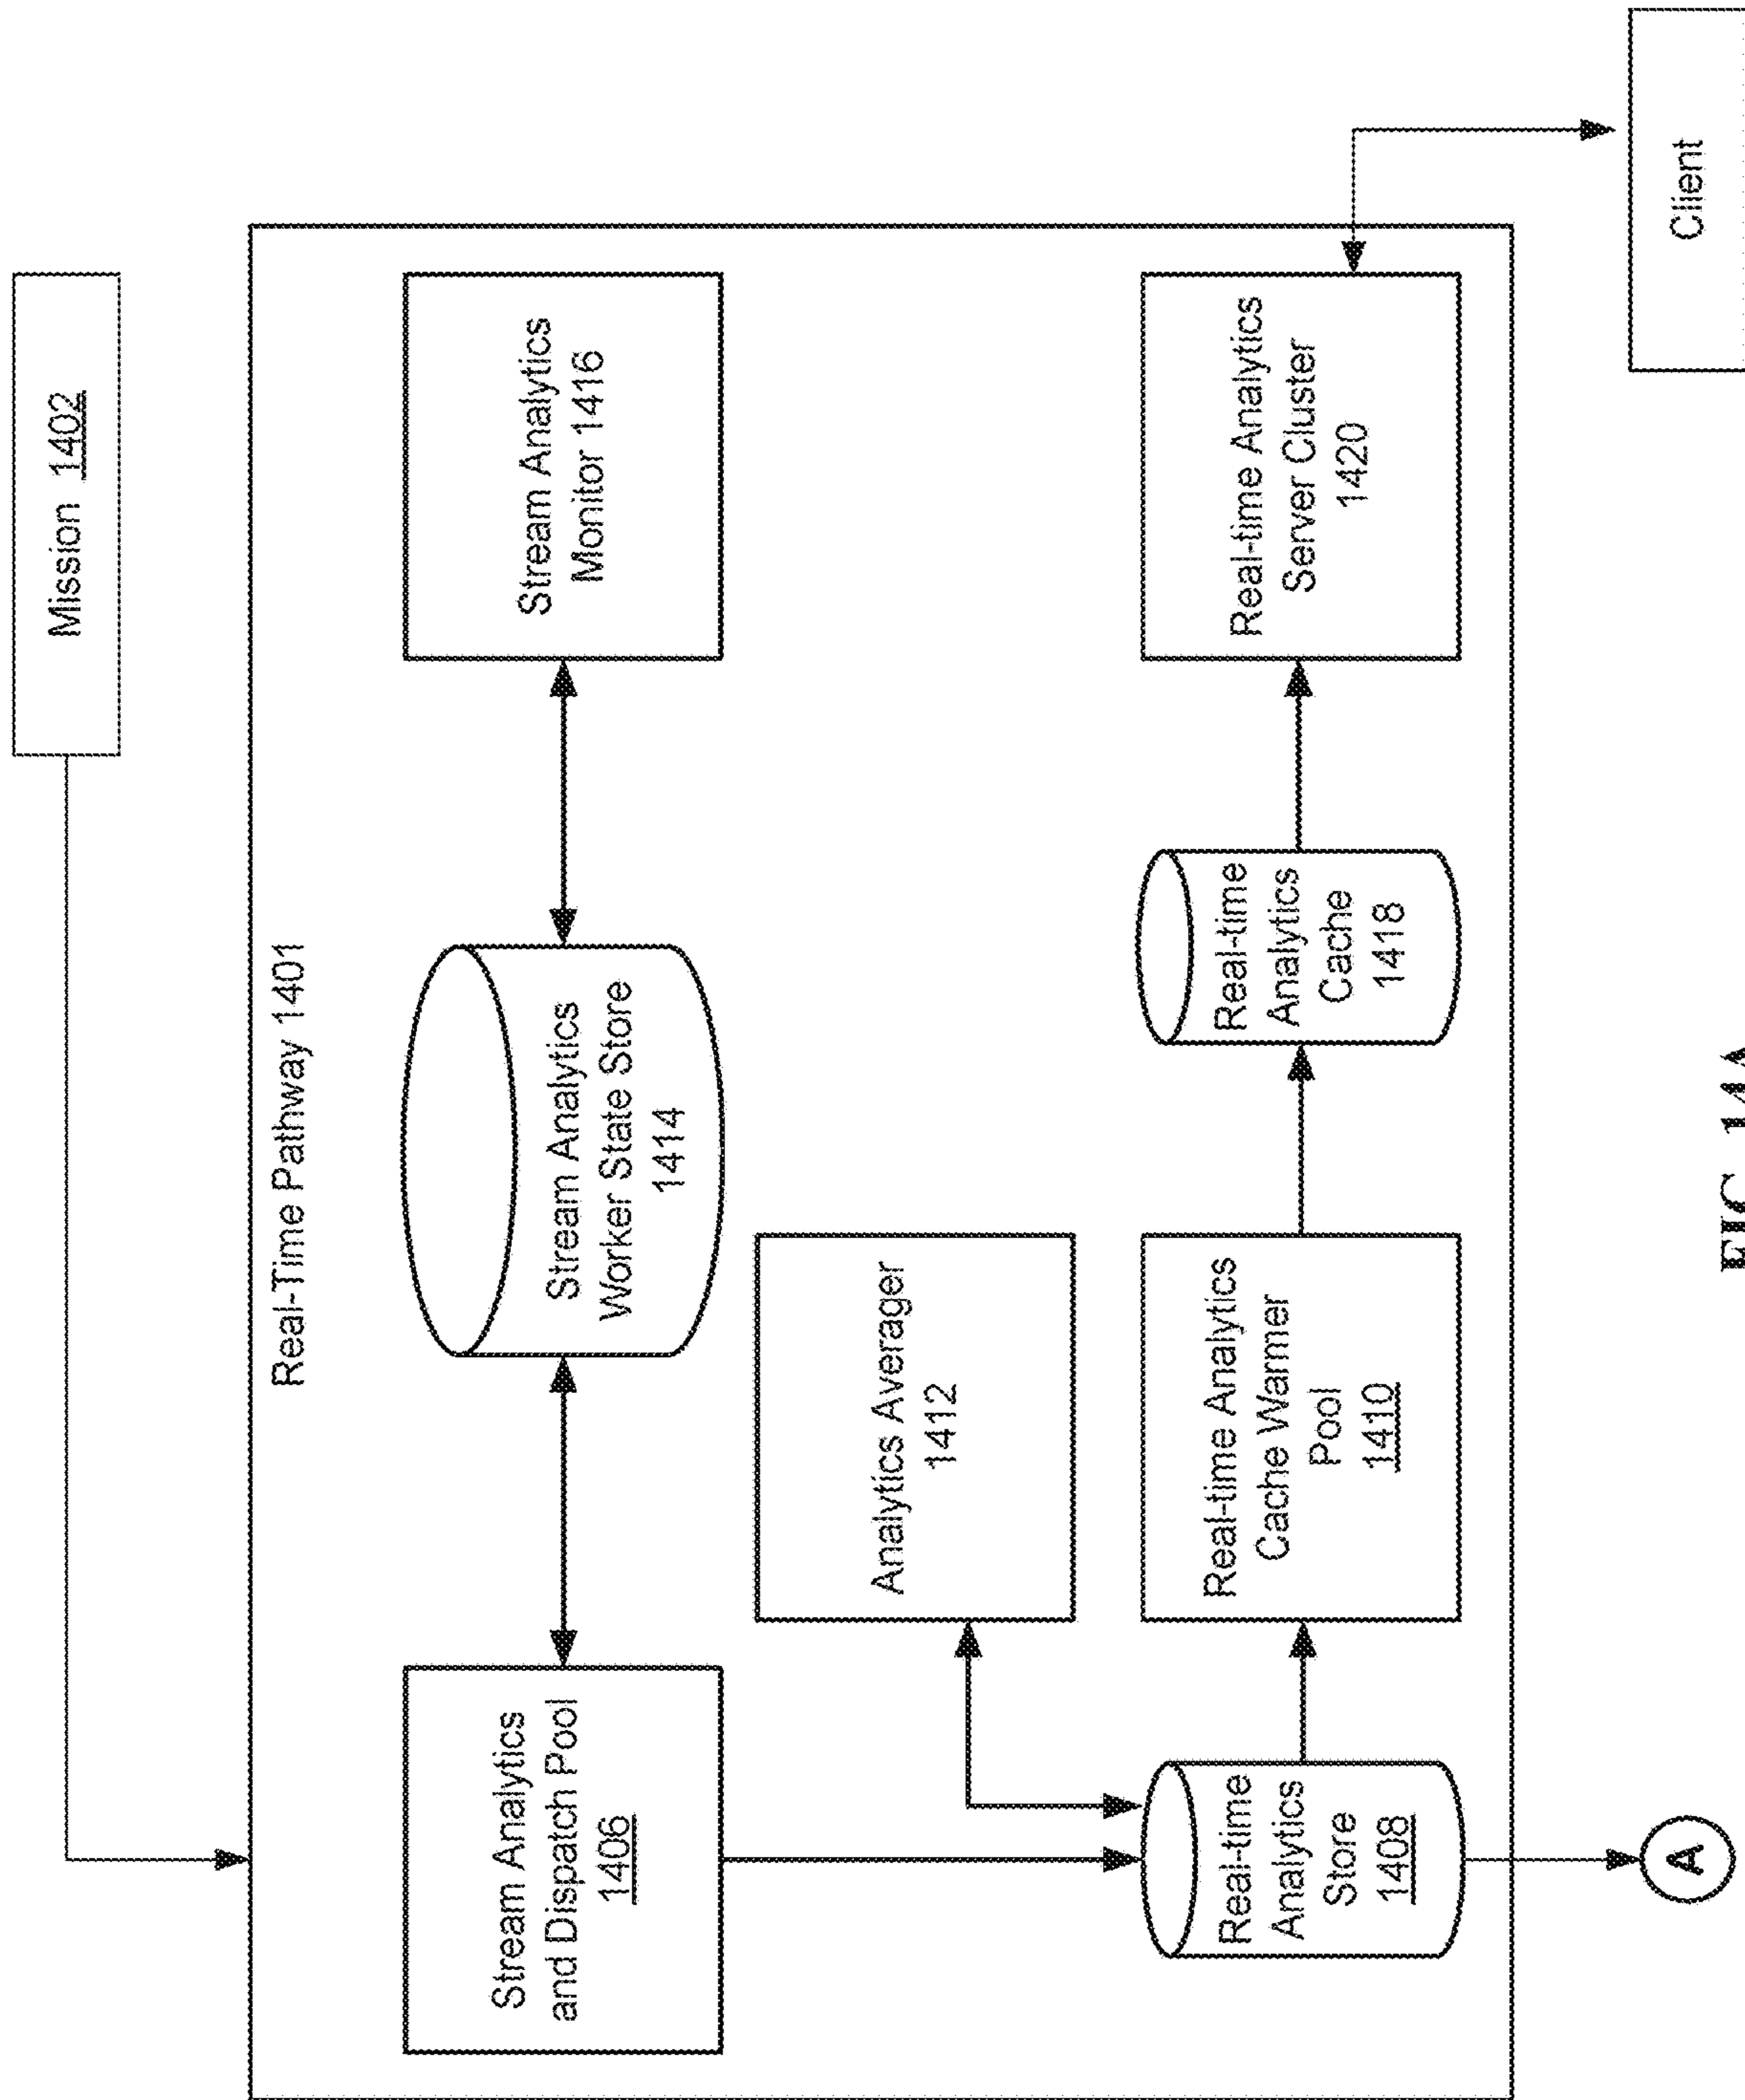 Mission 1402
Real-Time Pathway 1401
Stream Analytics
and Dispatch Pool
1406
Stream Analytics
Worker State Store
1414
Stream Analytics
Monitor 1416
Analytics Averager
1412
Real-time
Analytics
Store
1408
Real-time Analytics
Cache Warmer
Pool
1410
Real-time
Analytics
Cache
1418
Real-time Analytics
Server Cluster
1420
A
Client
FIG. 14A